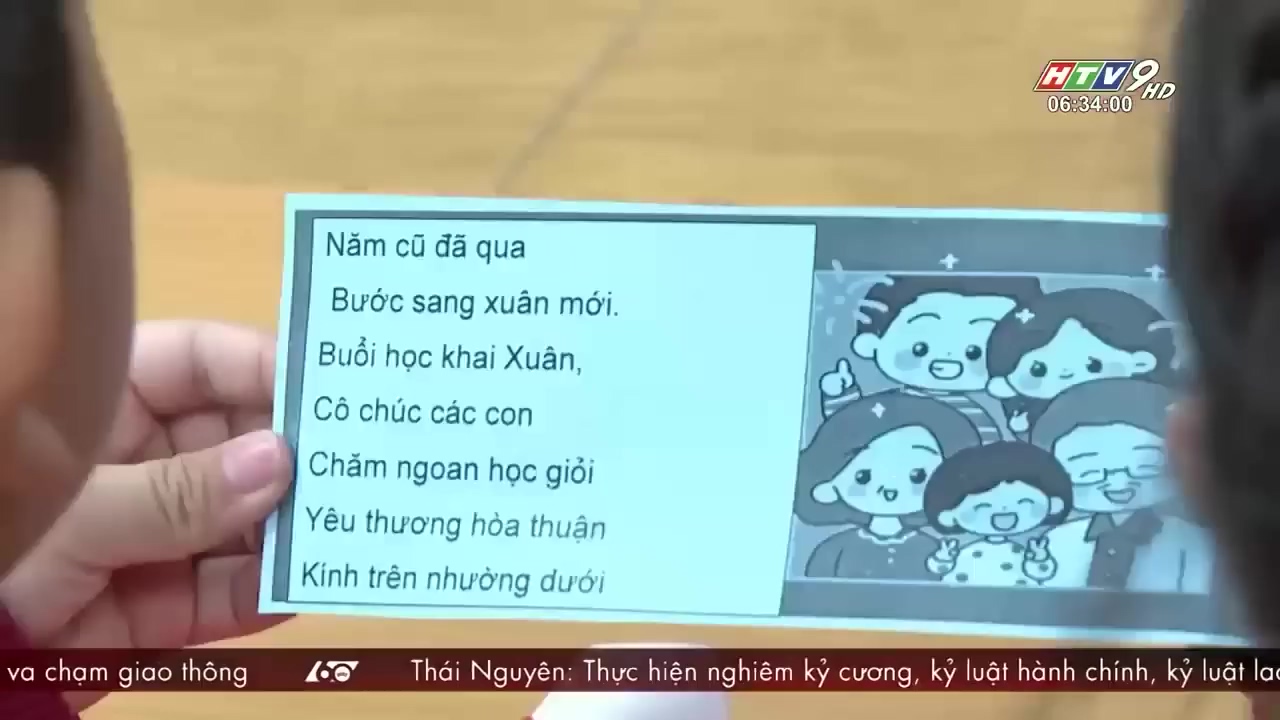 HTV9 HD
06:34:00
Năm cũ đã qua
Bước sang xuân mới.
Buổi học khai Xuân,
Cô chúc các con
Chăm ngoan học giỏi
Yêu thương hòa thuận
Kính trên nhường dưới
va chạm giao thông 60 Thái Nguyên: Thực hiện nghiêm kỷ cương, kỷ luật hành chính, kỷ luật